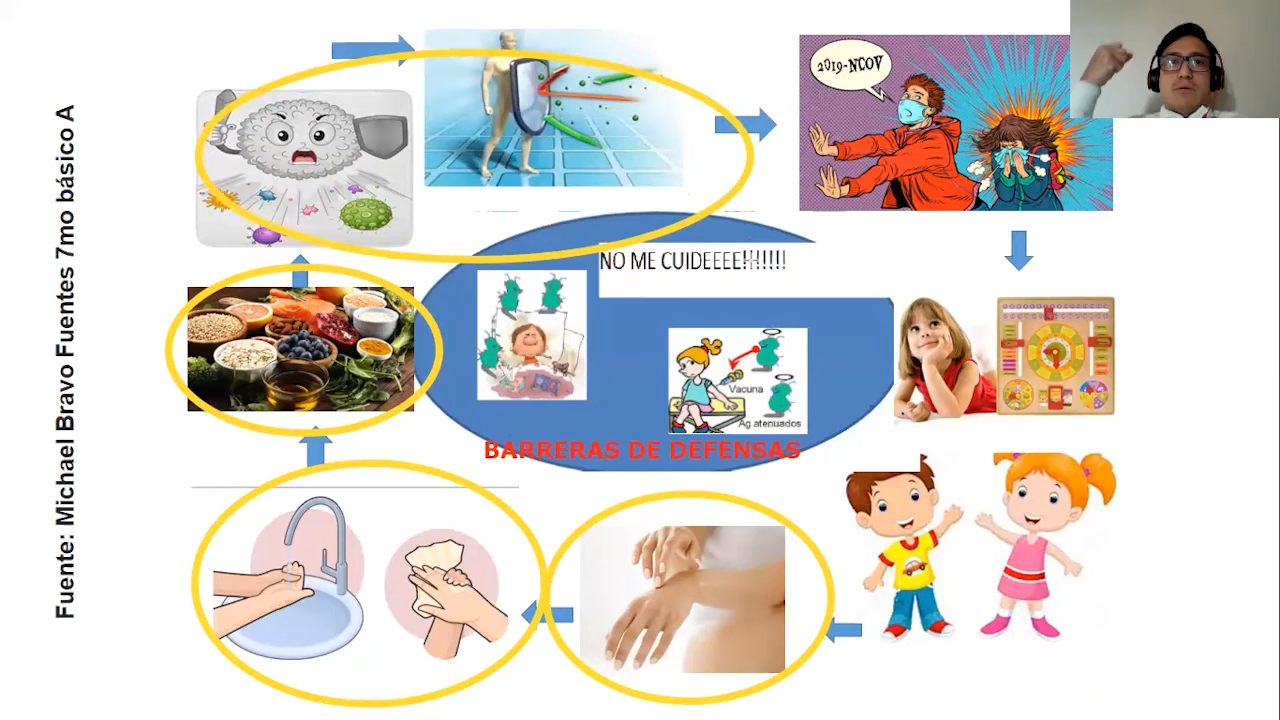 Fuente: Michael Bravo Fuentes 7mo básico A
2019-NCOV
NO ME CUIDEEEE!!!!!!!
Vacuna
Ag atenuados
BARRERAS DE DEFENSAS